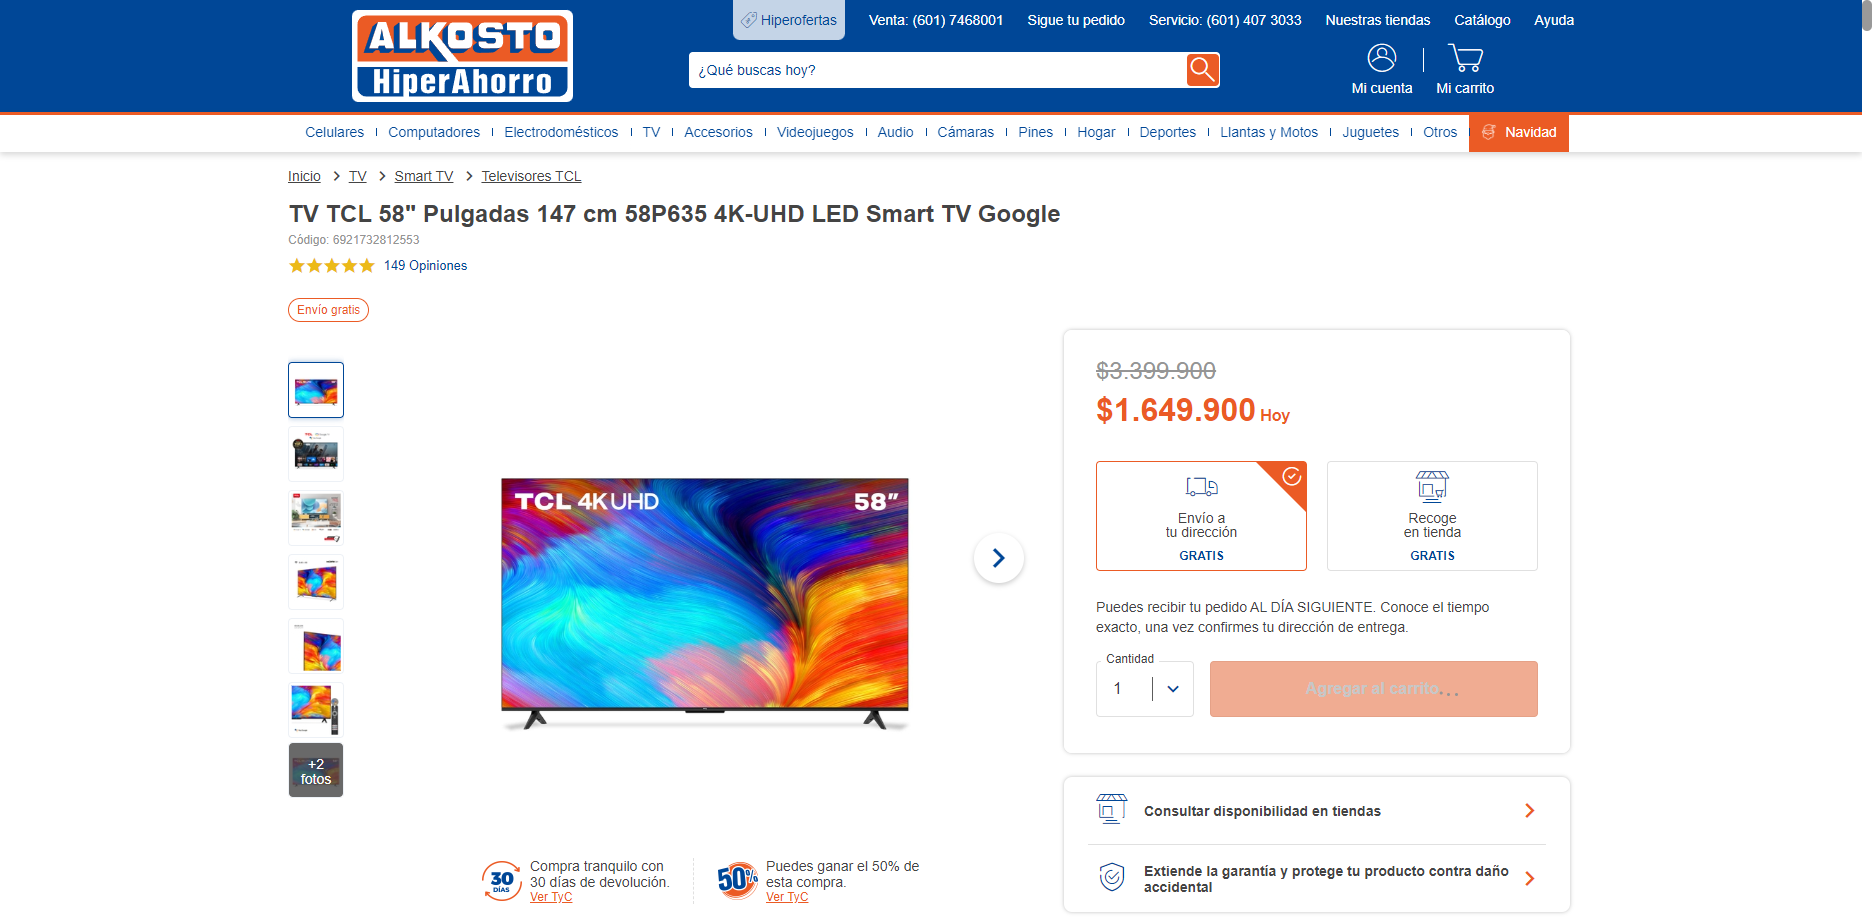 ALKOSTO
HiperAhorro
Hiperofertas
Venta: (601) 7468001
Sigue tu pedido
Servicio: (601) 407 3033
Nuestras tiendas
Catálogo
Ayuda
¿Qué buscas hoy?
Mi cuenta
Mi carrito
Celulares
Computadores
Electrodomésticos
TV
Accesorios
Videojuegos
Audio
Cámaras
Pines
Hogar
Deportes
Llantas y Motos
Juguetes
Otros
Navidad
Inicio > TV > Smart TV > Televisores TCL
TV TCL 58" Pulgadas 147 cm 58P635 4K-UHD LED Smart TV Google
Código: 6921732812553
149 Opiniones
Envío gratis
TCL 4K UHD
58”
+2
fotos
30
DÍAS
Compra tranquilo con
30 días de devolución.
Ver TyC
50%
Puedes ganar el 50% de
esta compra.
Ver TyC
$3.399.900
$1.649.900 Hoy
Envío a
tu dirección
GRATIS
Recoge
en tienda
GRATIS
Puedes recibir tu pedido AL DÍA SIGUIENTE. Conoce el tiempo
exacto, una vez confirmes tu dirección de entrega.
Cantidad
1
Agregar al carrito...
Consultar disponibilidad en tiendas
Extiende la garantía y protege tu producto contra daño
accidental